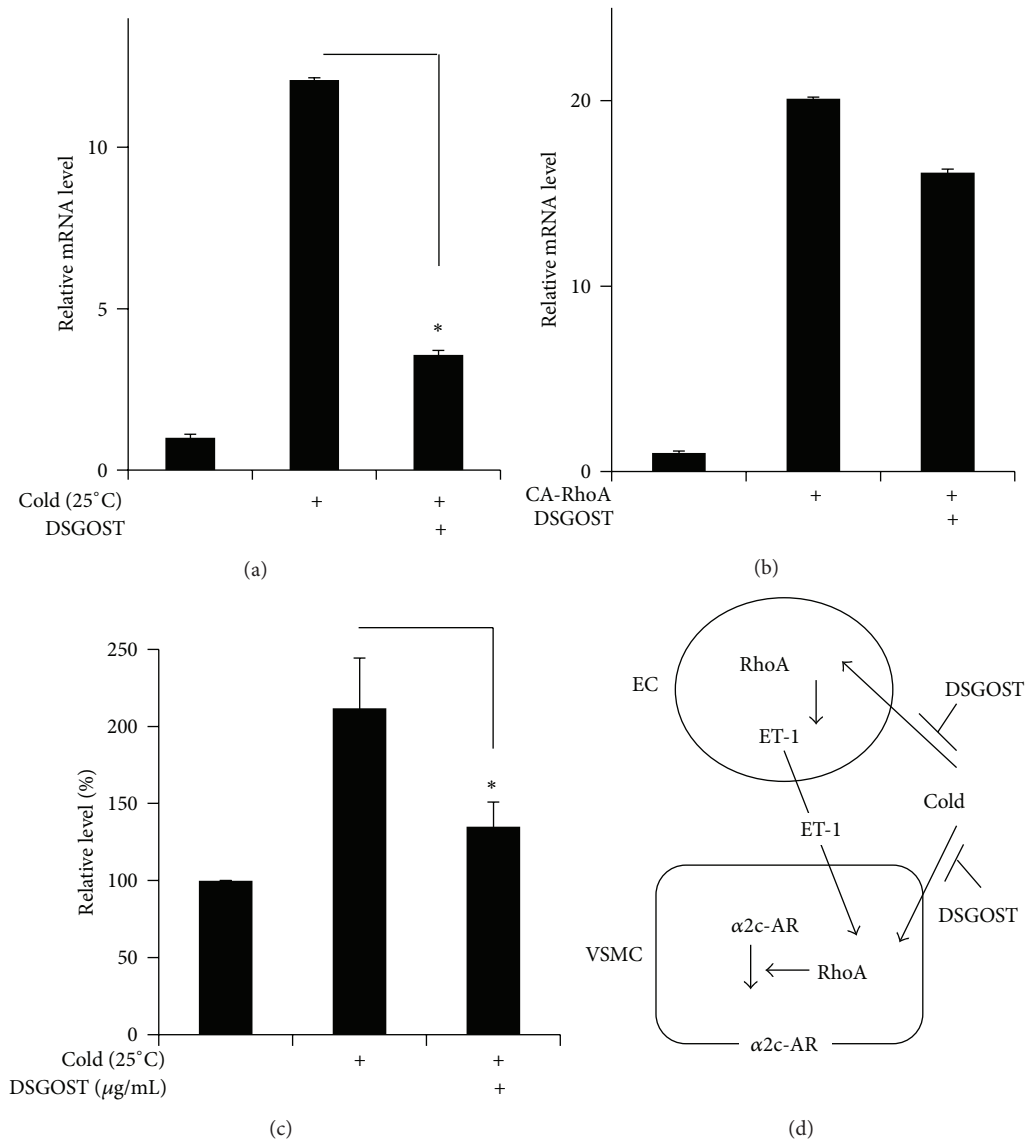 Relative mRNA level
10
5
0
*
Cold (25°C) + +
DSGOST +
(a)
Relative mRNA level
20
10
0
CA-RhoA + +
DSGOST +
(b)
Relative level (%)
250
200
150
100
50
0
*
Cold (25°C) + +
DSGOST (μg/mL) +
(c)
EC
RhoA
DSGOST
ET-1
Cold
ET-1
DSGOST
α2c-AR
VSMC
RhoA
α2c-AR
(d)